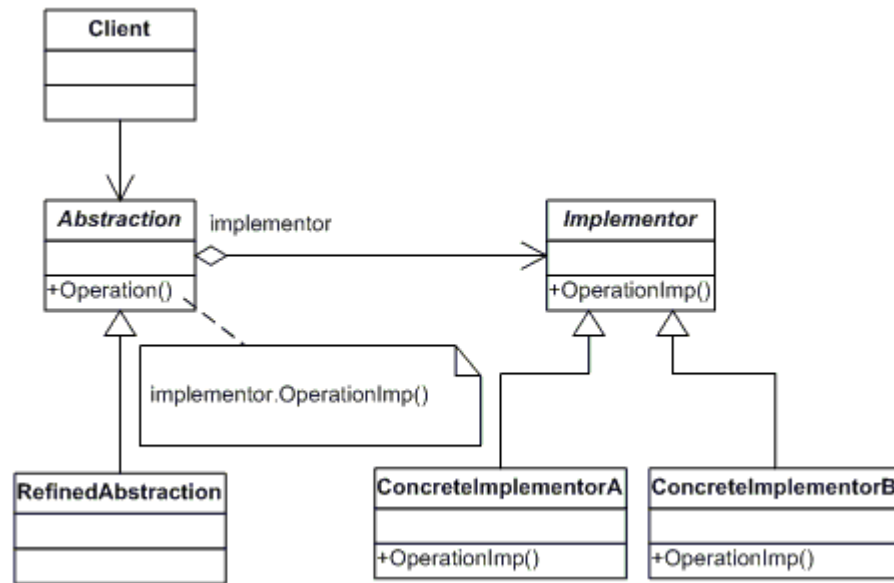 Client
Abstraction
implementor
Implementor
+Operation()
+OperationImp()
implementor.OperationImp()
RefinedAbstraction
ConcreteImplementorA
ConcreteImplementorB
+OperationImp()
+OperationImp()